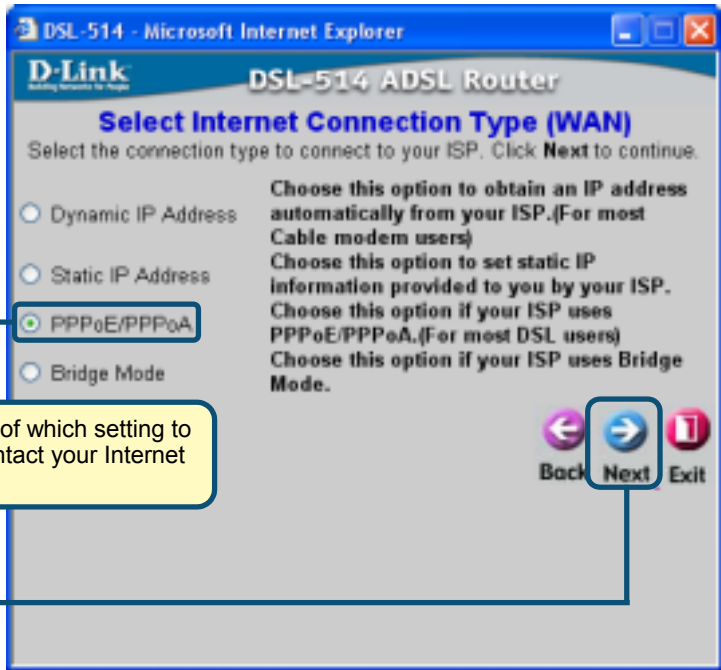 DSL-514 - Microsoft Internet Explorer
D-Link
Building Networks for People
DSL-514 ADSL Router
Select Internet Connection Type (WAN)
Select the connection type to connect to your ISP. Click Next to continue.
Dynamic IP Address
Choose this option to obtain an IP address
automatically from your ISP.(For most
Cable modem users)
Static IP Address
Choose this option to set static IP
information provided to you by your ISP.
PPPoE/PPPoA
Choose this option if your ISP uses
PPPoE/PPPoA.(For most DSL users)
Bridge Mode
Choose this option if your ISP uses Bridge
Mode.
of which setting to
ntact your Internet
Back Next Exit